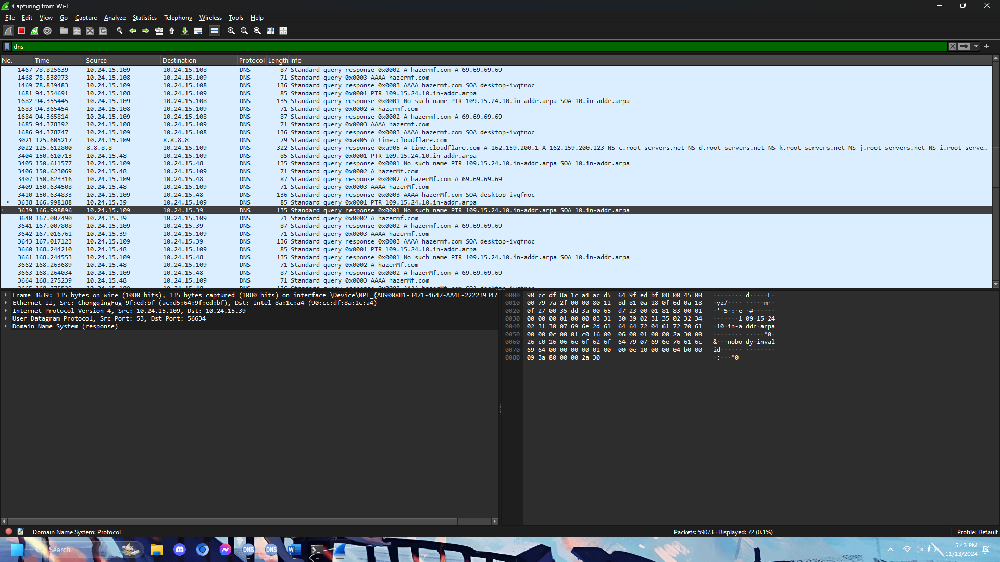 Capturing from Wi-Fi
File Edit View Go Capture Analyze Statistics Telephony Wireless Tools Help
dns
No. Time Source Destination Protocol Length Info
1467 78.825639 10.24.15.109 10.24.15.108 DNS 87 Standard query response 0x0002 A hazermf.com A 69.69.69.69
1468 78.838973 10.24.15.108 10.24.15.109 DNS 71 Standard query 0x0003 AAAA hazermf.com
1469 78.839483 10.24.15.109 10.24.15.108 DNS 136 Standard query response 0x0003 AAAA hazermf.com SOA desktop-ivqfnoc
1681 94.354691 10.24.15.108 10.24.15.109 DNS 85 Standard query 0x0001 PTR 109.15.24.10.in-addr.arpa
1682 94.355445 10.24.15.109 10.24.15.108 DNS 135 Standard query response 0x0001 No such name PTR 109.15.24.10.in-addr.arpa SOA 10.in-addr.arpa
1683 94.365454 10.24.15.108 10.24.15.109 DNS 71 Standard query 0x0002 A hazermf.com
1684 94.365814 10.24.15.109 10.24.15.108 DNS 87 Standard query response 0x0002 A hazermf.com A 69.69.69.69
1685 94.378392 10.24.15.108 10.24.15.109 DNS 71 Standard query 0x0003 AAAA hazermf.com
1686 94.378747 10.24.15.109 10.24.15.108 DNS 136 Standard query response 0x0003 AAAA hazermf.com SOA desktop-ivqfnoc
3021 125.605217 10.24.15.109 8.8.8.8 DNS 79 Standard query 0xa905 A time.cloudflare.com
3022 125.612800 8.8.8.8 10.24.15.109 DNS 322 Standard query response 0xa905 A time.cloudflare.com A 162.159.200.1 A 162.159.200.123 NS c.root-servers.net NS d.root-servers.net NS k.root-servers.net NS j.root-servers.net NS i.root-serve…
3404 150.610713 10.24.15.48 10.24.15.109 DNS 85 Standard query 0x0001 PTR 109.15.24.10.in-addr.arpa
3405 150.611577 10.24.15.109 10.24.15.48 DNS 135 Standard query response 0x0001 No such name PTR 109.15.24.10.in-addr.arpa SOA 10.in-addr.arpa
3406 150.623069 10.24.15.48 10.24.15.109 DNS 71 Standard query 0x0002 A hazerMf.com
3407 150.623316 10.24.15.109 10.24.15.48 DNS 87 Standard query response 0x0002 A hazerMf.com A 69.69.69.69
3409 150.634508 10.24.15.48 10.24.15.109 DNS 71 Standard query 0x0003 AAAA hazerMf.com
3410 150.634833 10.24.15.109 10.24.15.48 DNS 136 Standard query response 0x0003 AAAA hazerMf.com SOA desktop-ivqfnoc
3638 166.998188 10.24.15.39 10.24.15.109 DNS 85 Standard query 0x0001 PTR 109.15.24.10.in-addr.arpa
3639 166.998896 10.24.15.109 10.24.15.39 DNS 135 Standard query response 0x0001 No such name PTR 109.15.24.10.in-addr.arpa SOA 10.in-addr.arpa
3640 167.007490 10.24.15.39 10.24.15.109 DNS 71 Standard query 0x0002 A hazermf.com
3641 167.007808 10.24.15.109 10.24.15.39 DNS 87 Standard query response 0x0002 A hazermf.com A 69.69.69.69
3642 167.016761 10.24.15.39 10.24.15.109 DNS 71 Standard query 0x0003 AAAA hazermf.com
3643 167.017123 10.24.15.109 10.24.15.39 DNS 136 Standard query response 0x0003 AAAA hazermf.com SOA desktop-ivqfnoc
3660 168.244210 10.24.15.48 10.24.15.109 DNS 85 Standard query 0x0001 PTR 109.15.24.10.in-addr.arpa
3661 168.244553 10.24.15.109 10.24.15.48 DNS 135 Standard query response 0x0001 No such name PTR 109.15.24.10.in-addr.arpa SOA 10.in-addr.arpa
3662 168.263689 10.24.15.48 10.24.15.109 DNS 71 Standard query 0x0002 A hazerMf.com
3663 168.264034 10.24.15.109 10.24.15.48 DNS 87 Standard query response 0x0002 A hazerMf.com A 69.69.69.69
3664 168.275239 10.24.15.48 10.24.15.109 DNS 71 Standard query 0x0003 AAAA hazerMf.com
Frame 3639: 135 bytes on wire (1080 bits), 135 bytes captured (1080 bits) on interface \Device\NPF_{A89008B1-3471-4647-AA4F-222239347
Ethernet II, Src: ChongqingFug_9f:ed:bf (ac:d5:64:9f:ed:bf), Dst: Intel_8a:1c:a4 (90:cc:df:8a:1c:a4)
Internet Protocol Version 4, Src: 10.24.15.109, Dst: 10.24.15.39
User Datagram Protocol, Src Port: 53, Dst Port: 56634
Domain Name System (response)
0000 90 cc df 8a 1c a4 ac d5 64 9f ed bf 08 00 45 00 ········ d·····E·
0010 00 79 7a 2f 00 00 80 11 8d 81 0a 18 0f 6d 0a 18 ·yz/···· ·····m··
0020 0f 27 00 35 dd 3a 00 65 d7 23 00 01 81 83 00 01 ·'·5·:·e ·#······
0030 00 00 00 01 00 00 03 31 30 39 02 31 35 02 32 34 ·······1 09·15·24
0040 02 31 30 07 69 6e 2d 61 64 64 72 04 61 72 70 61 ·10·in-a ddr·arpa
0050 00 00 0c 00 01 c0 16 00 06 00 01 00 00 2a 30 00 ········ ·····*0·
0060 26 c0 16 06 6e 6f 62 6f 64 79 07 69 6e 76 61 6c &···nobo dy·inval
0070 69 64 00 00 00 00 01 00 00 0e 10 00 00 04 b0 00 id······ ········
0080 09 3a 80 00 00 2a 30 ·:···*0
Domain Name System: Protocol
Packets: 59073 · Displayed: 72 (0.1%)
Profile: Default
Search
DNS
DNS
W
5:43 PM
11/13/2024